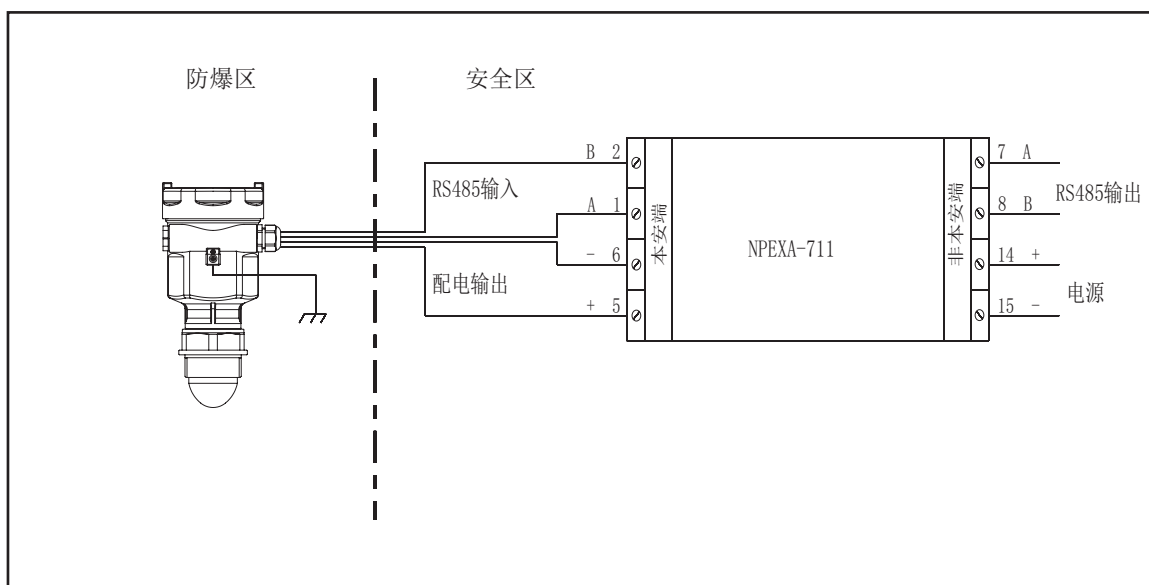 防爆区
安全区
B 2
RS485输入
A 1
- 6
配电输出
+ 5
本安端
NPEXA-711
非本安端
7 A
RS485输出
8 B
14 +
电源
15 -